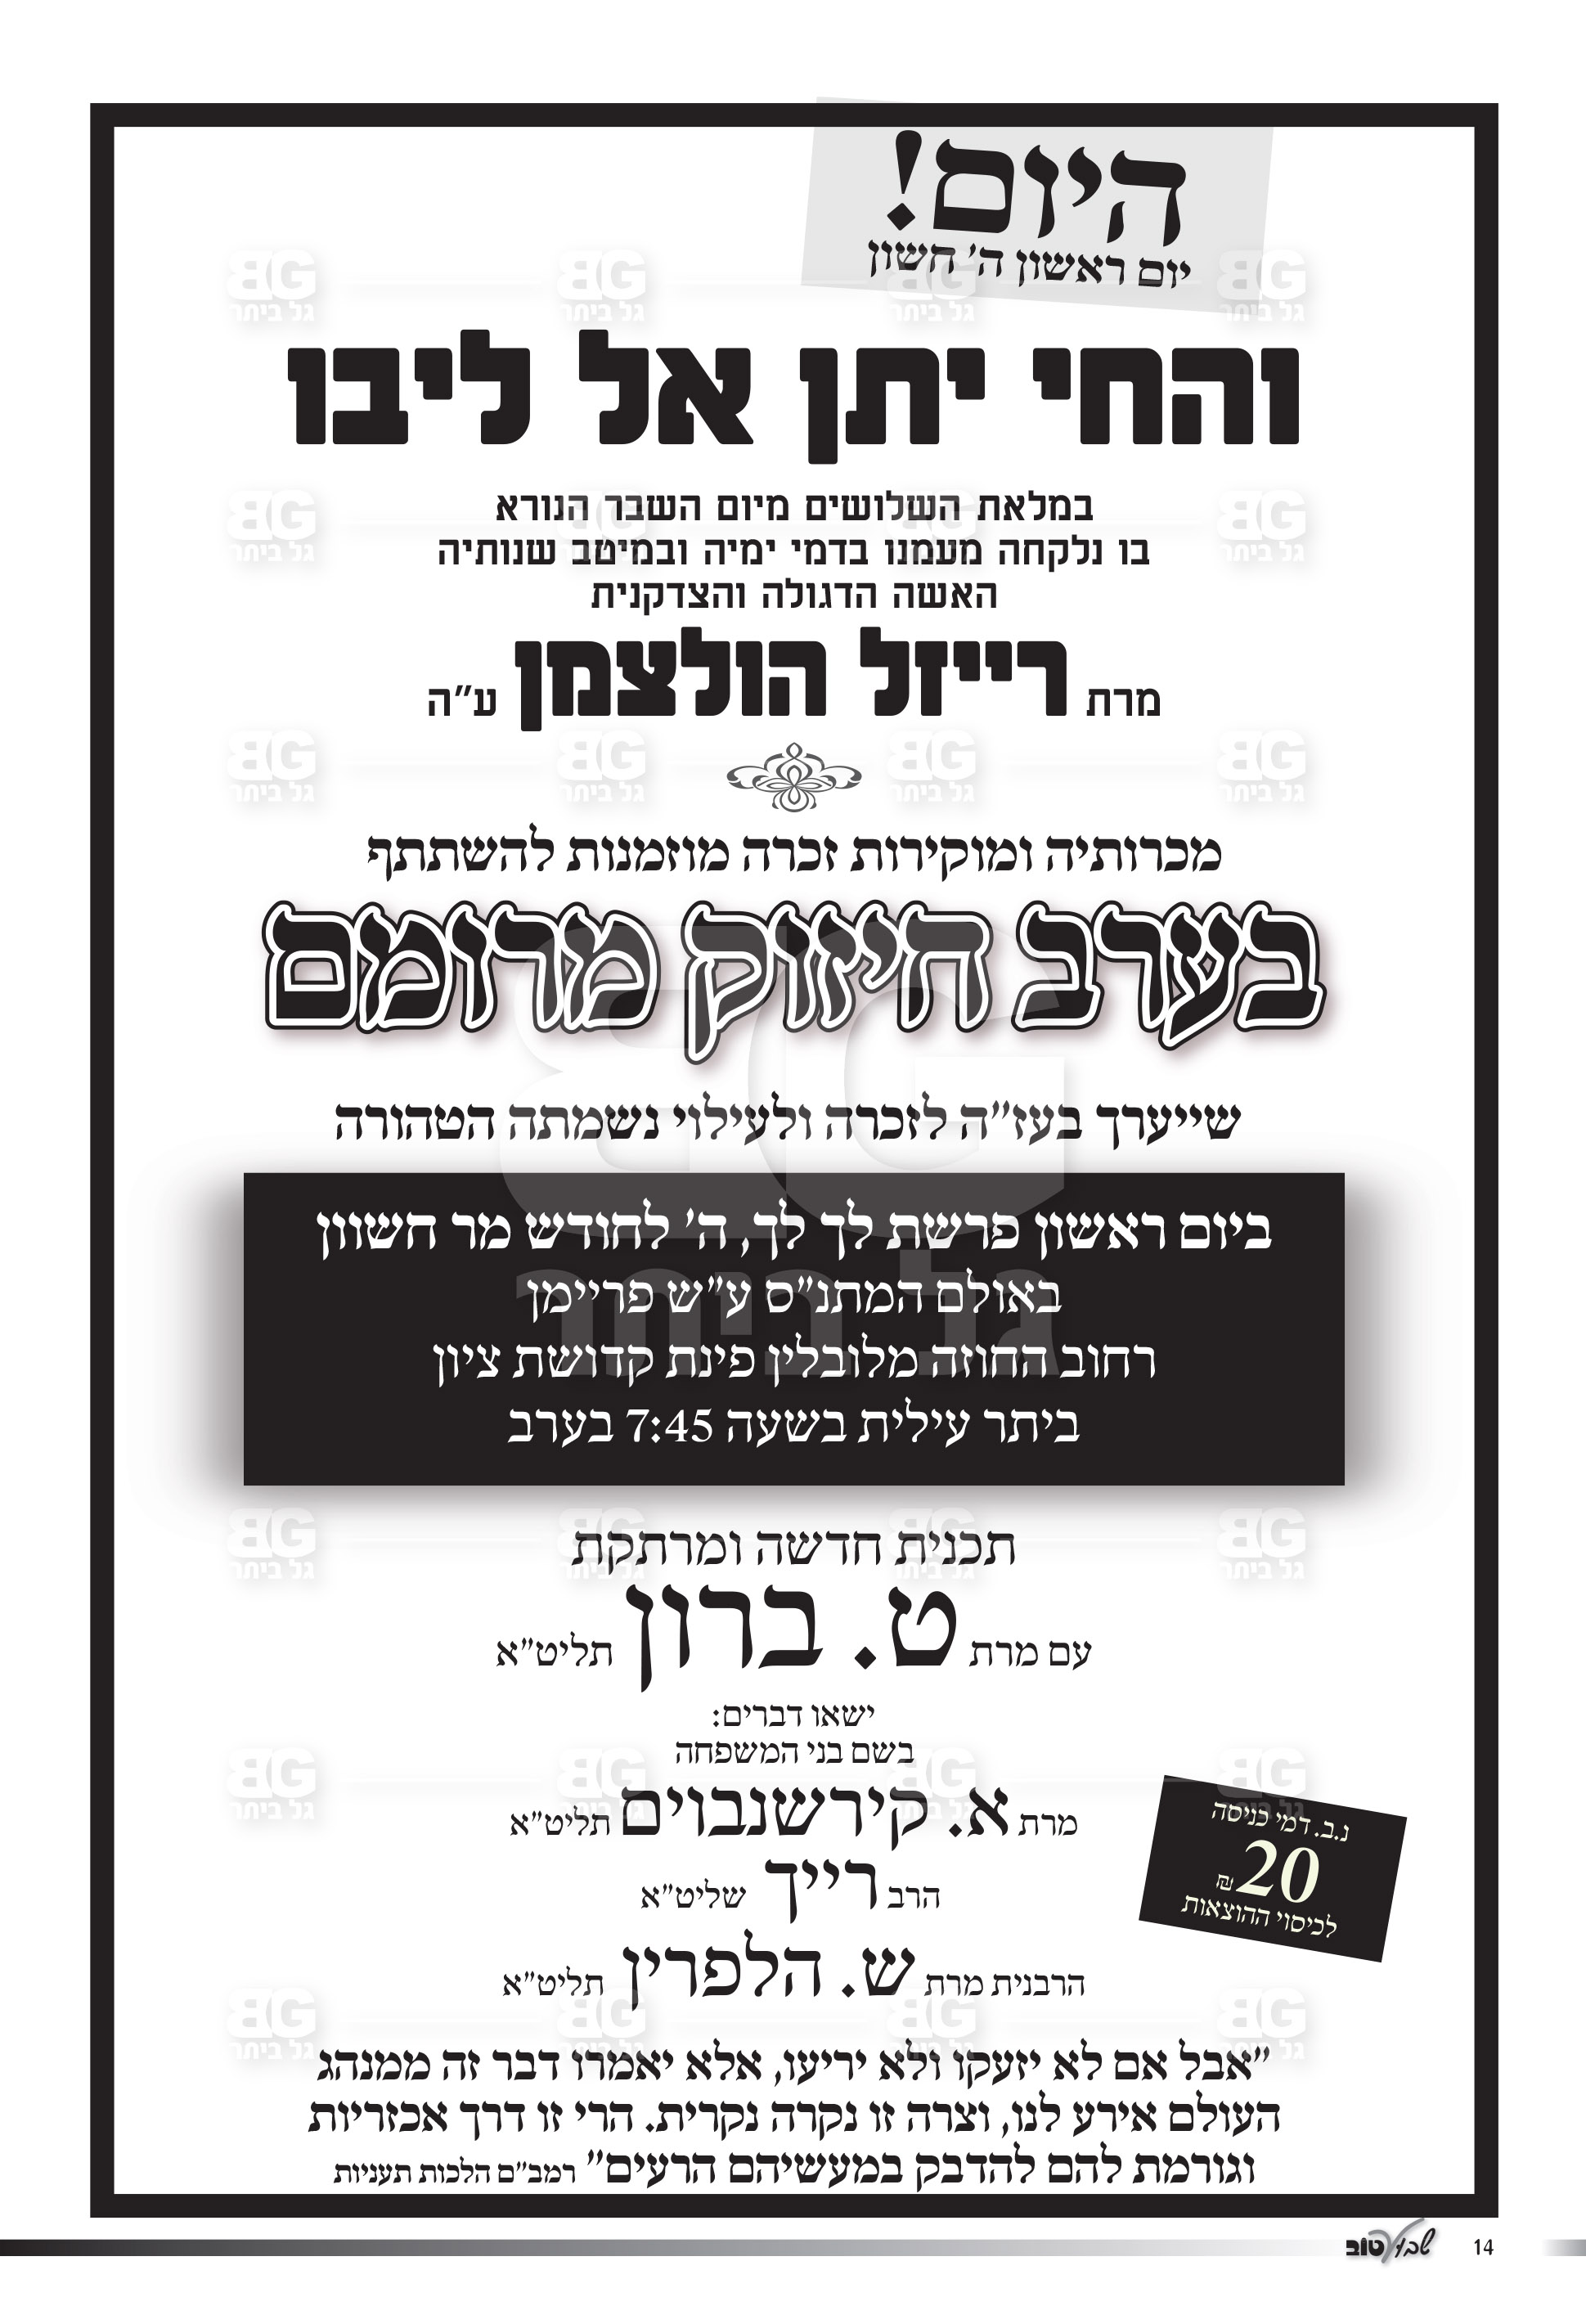 היום!
יום ראשון ה' חשון
והחי יתן אל ליבו
במלאת השלושים מיום השבר הנורא
בו נלקחה מעמנו בדמי ימיה ובמיטב שנותיה
האשה הדגולה והצדקנית
מרת רייזל הולצמן ע"ה
מכרותיה ומוקירות זכרה מוזמנות להשתתף
בערב חיזוק מרומם
שייערך בעז"ה לזכרה ולעילוי נשמתה הטהורה
ביום ראשון פרשת לך לך, ה' לחודש מר חשוון
באולם המתנ"ס ע"ש פריימן
רחוב החוזה מלובלין פינת קדושת ציון
ביתר עילית בשעה 7:45 בערב
תכנית חדשה ומרתקת
עם מרת ט. ברון תליט"א
ישאו דברים:
בשם בני המשפחה
מרת א. קירשנבוים תליט"א
הרב רייך שליט"א
הרבנית מרת ש. הלפרין תליט"א
נ.ב. דמי כניסה
20 ₪
לכיסוי ההוצאות
"אבל אם לא יזעקו ולא יריעו, אלא יאמרו דבר זה ממנהג
העולם אירע לנו, וצרה זו נקרה נקרית. הרי זו דרך אכזריות
וגורמת להם להדבק במעשיהם הרעים" רמב"ם הלכות תעניות
14 שבוע טוב
BG
גל ביתר